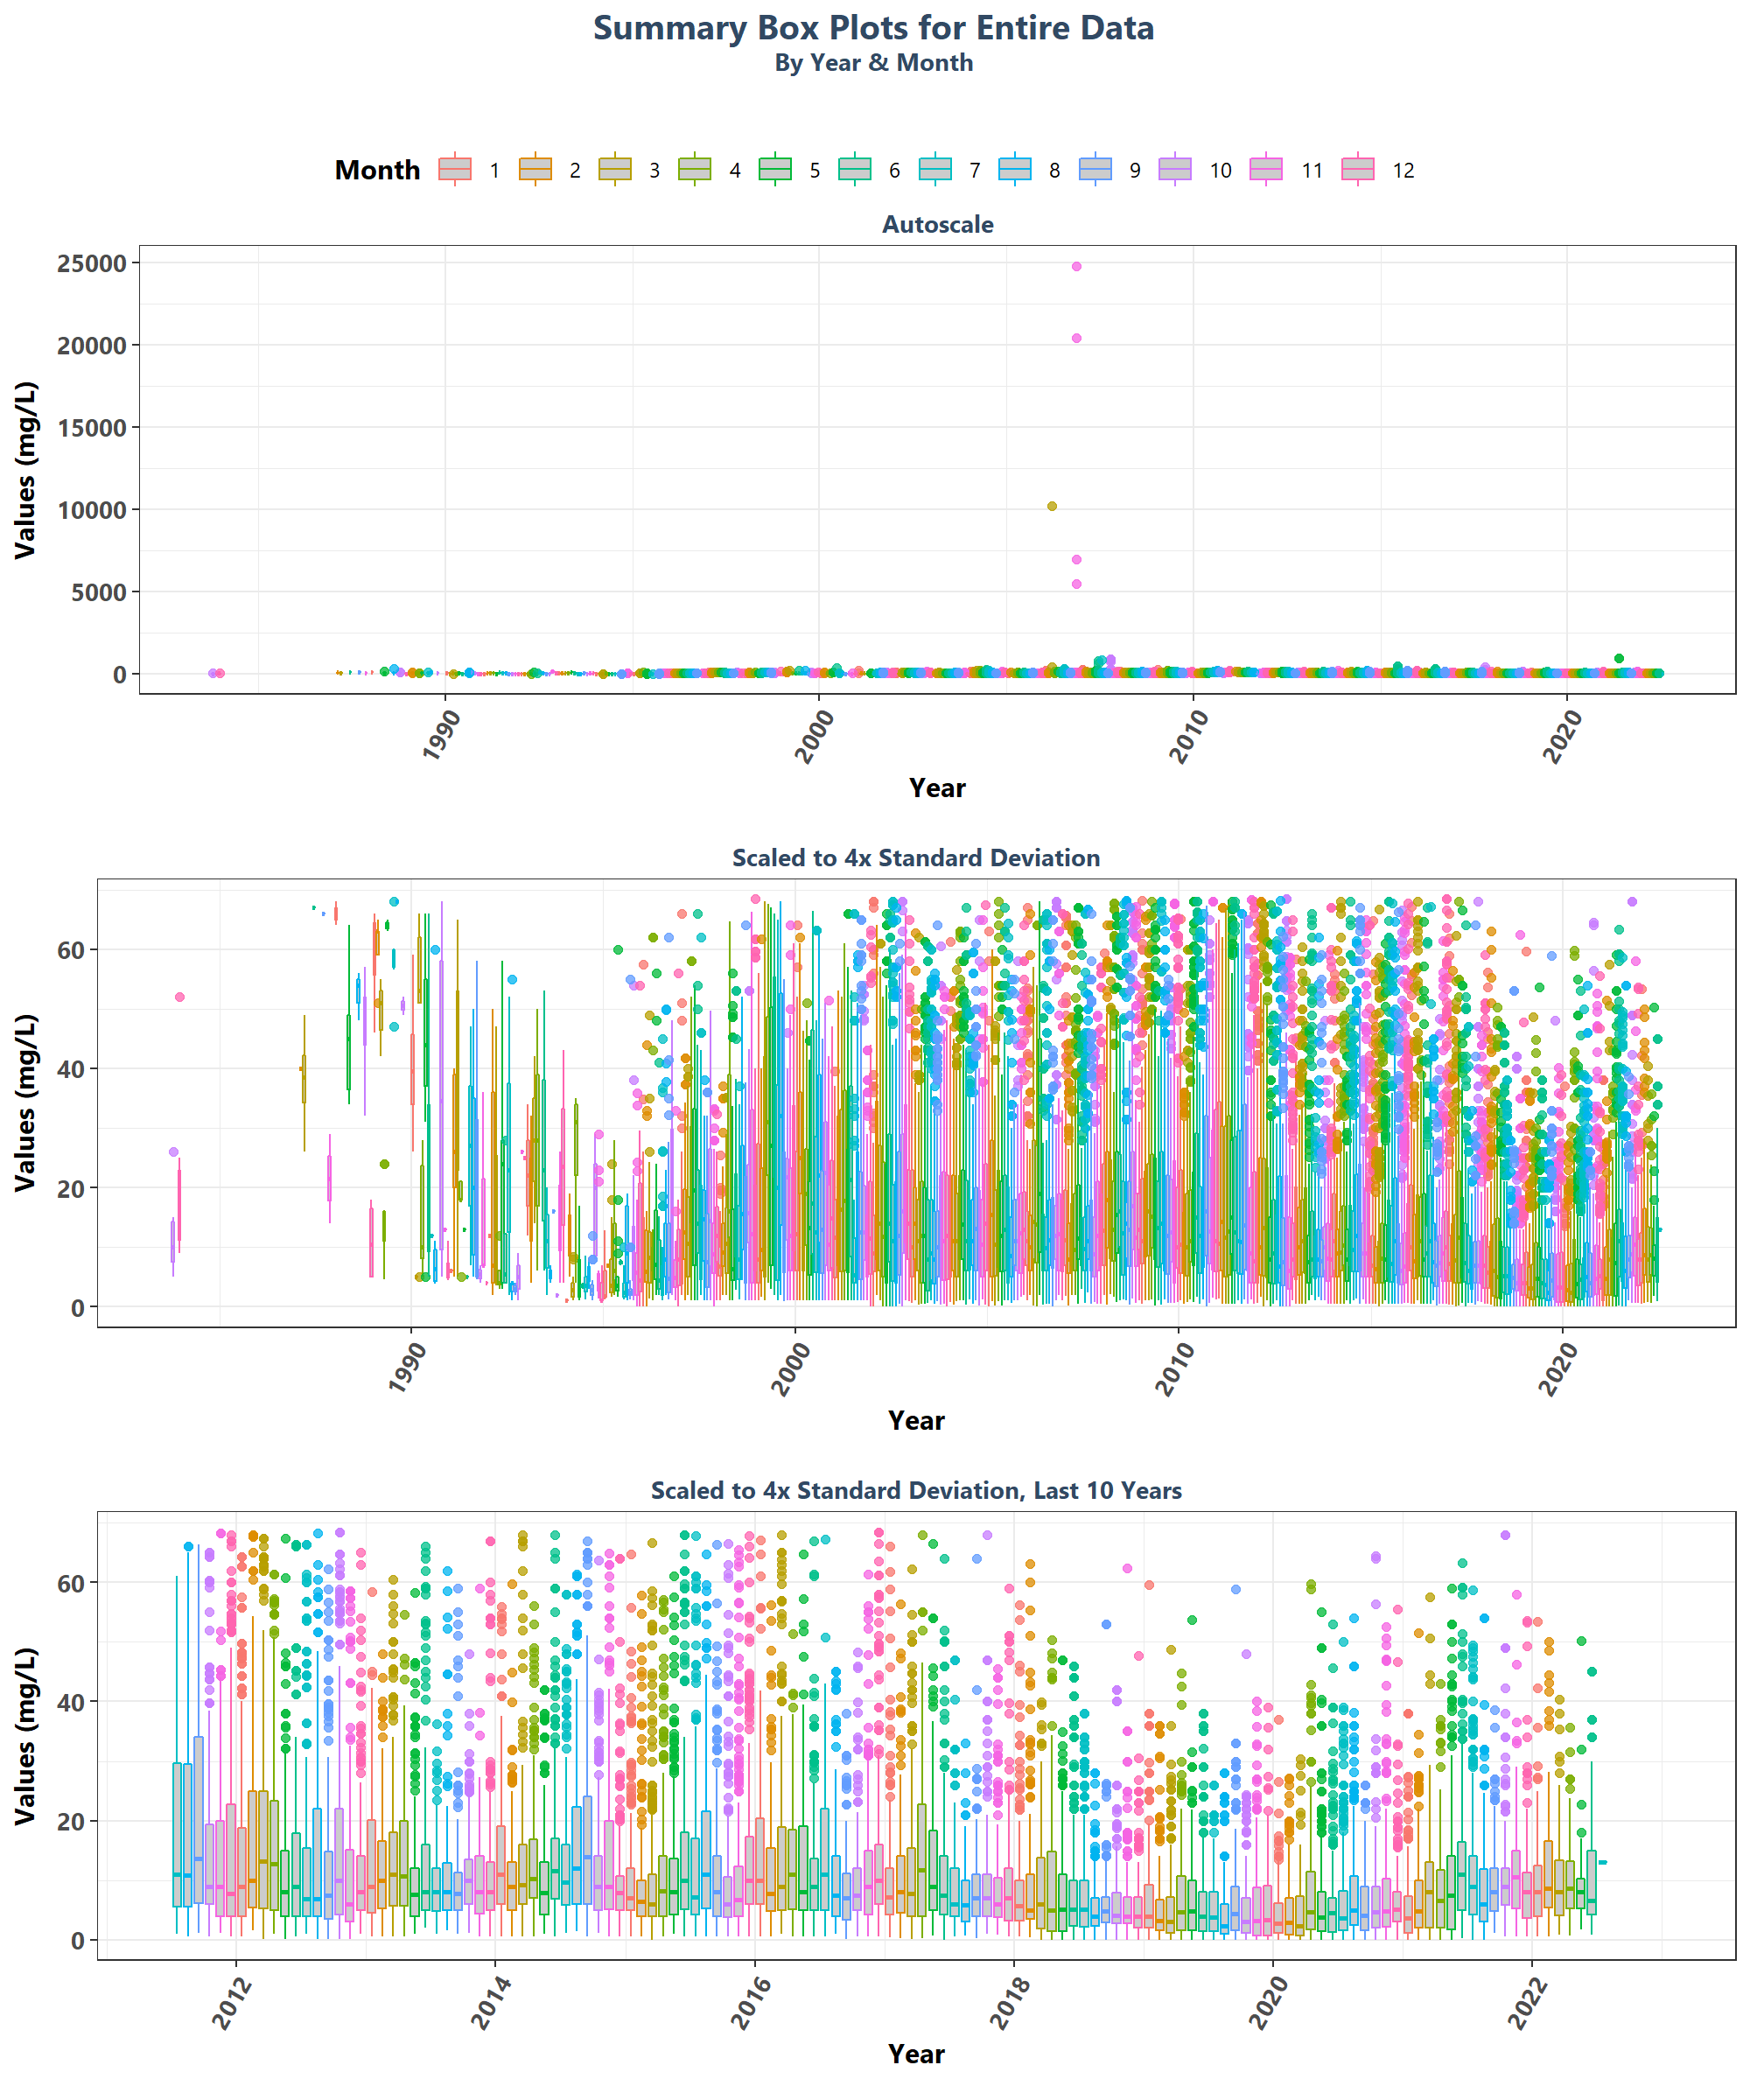 Summary Box Plots for Entire Data
By Year & Month
Month 1 2 3 4 5 6 7 8 9 10 11 12
Autoscale
Values (mg/L)
25000
20000
15000
10000
5000
0
1990 2000 2010 2020
Year
Scaled to 4x Standard Deviation
Values (mg/L)
60
40
20
0
1990 2000 2010 2020
Year
Scaled to 4x Standard Deviation, Last 10 Years
Values (mg/L)
60
40
20
0
2012 2014 2016 2018 2020 2022
Year